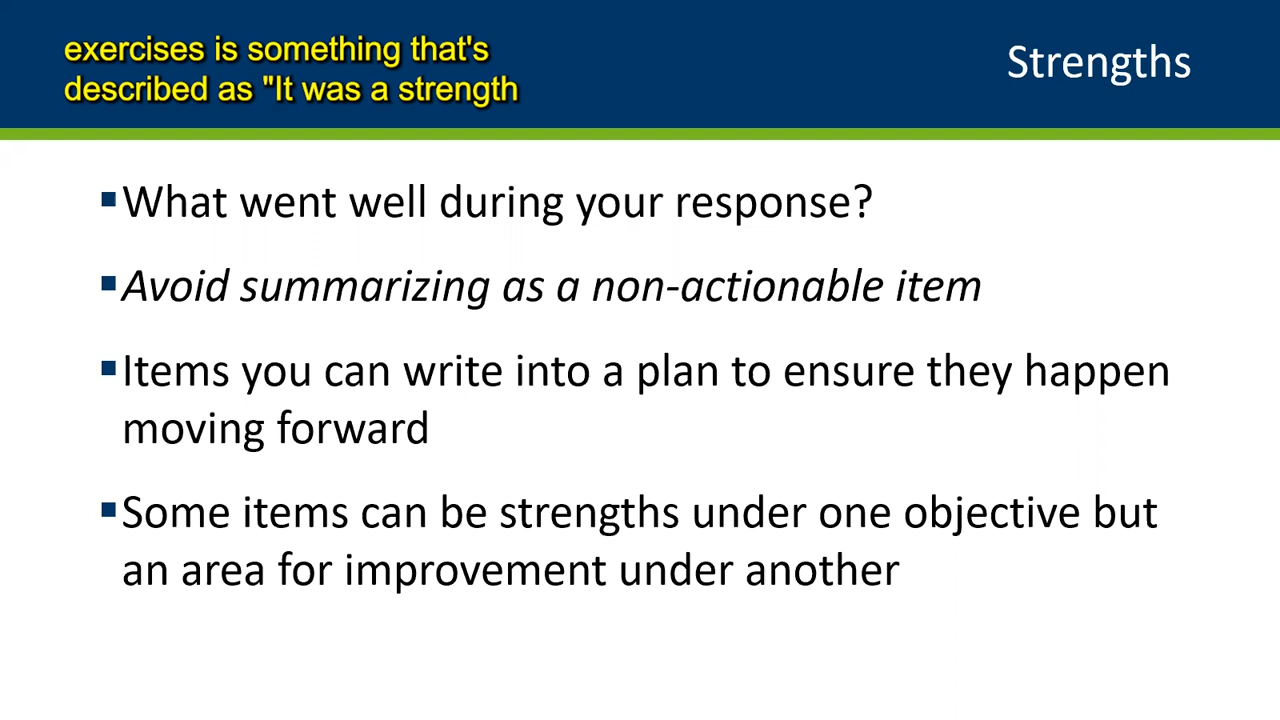 exercises is something that's
described as "It was a strength
Strengths
▪What went well during your response?
▪Avoid summarizing as a non-actionable item
▪Items you can write into a plan to ensure they happen
moving forward
▪Some items can be strengths under one objective but
an area for improvement under another